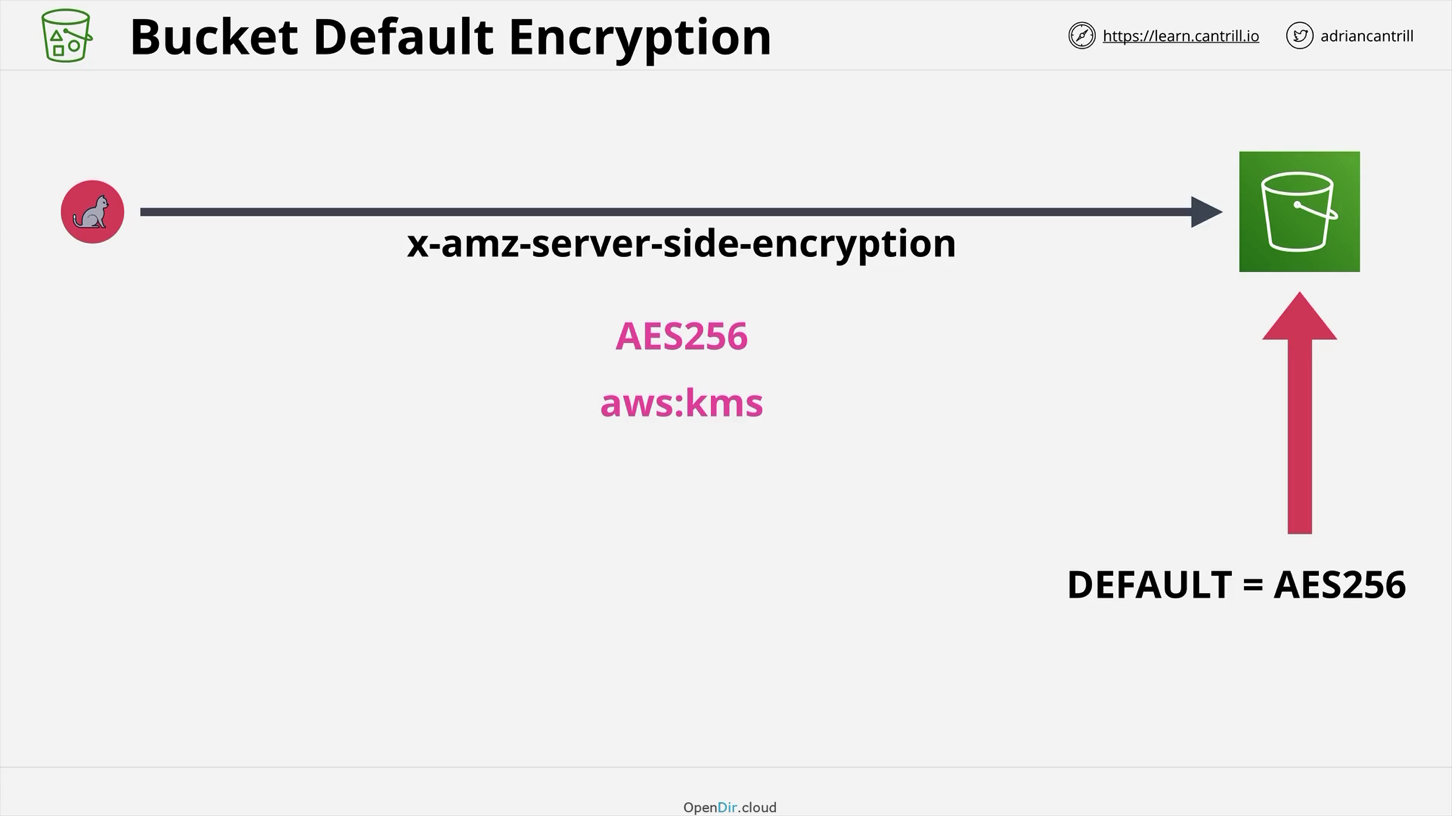 Bucket Default Encryption
https://learn.cantrill.io
adriancantrill
x-amz-server-side-encryption
AES256
aws:kms
DEFAULT = AES256
OpenDir.cloud